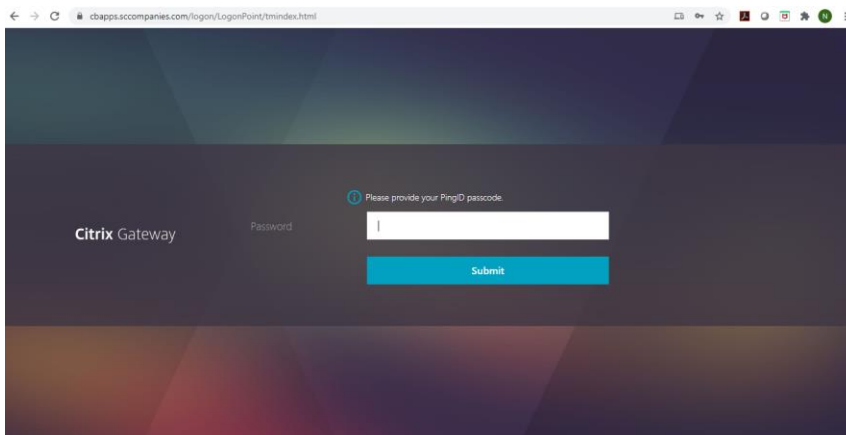 cbapps.sccompanies.com/logon/LogonPoint/tmindex.html
N
Please provide your PingID passcode.
Citrix Gateway
Password
Submit